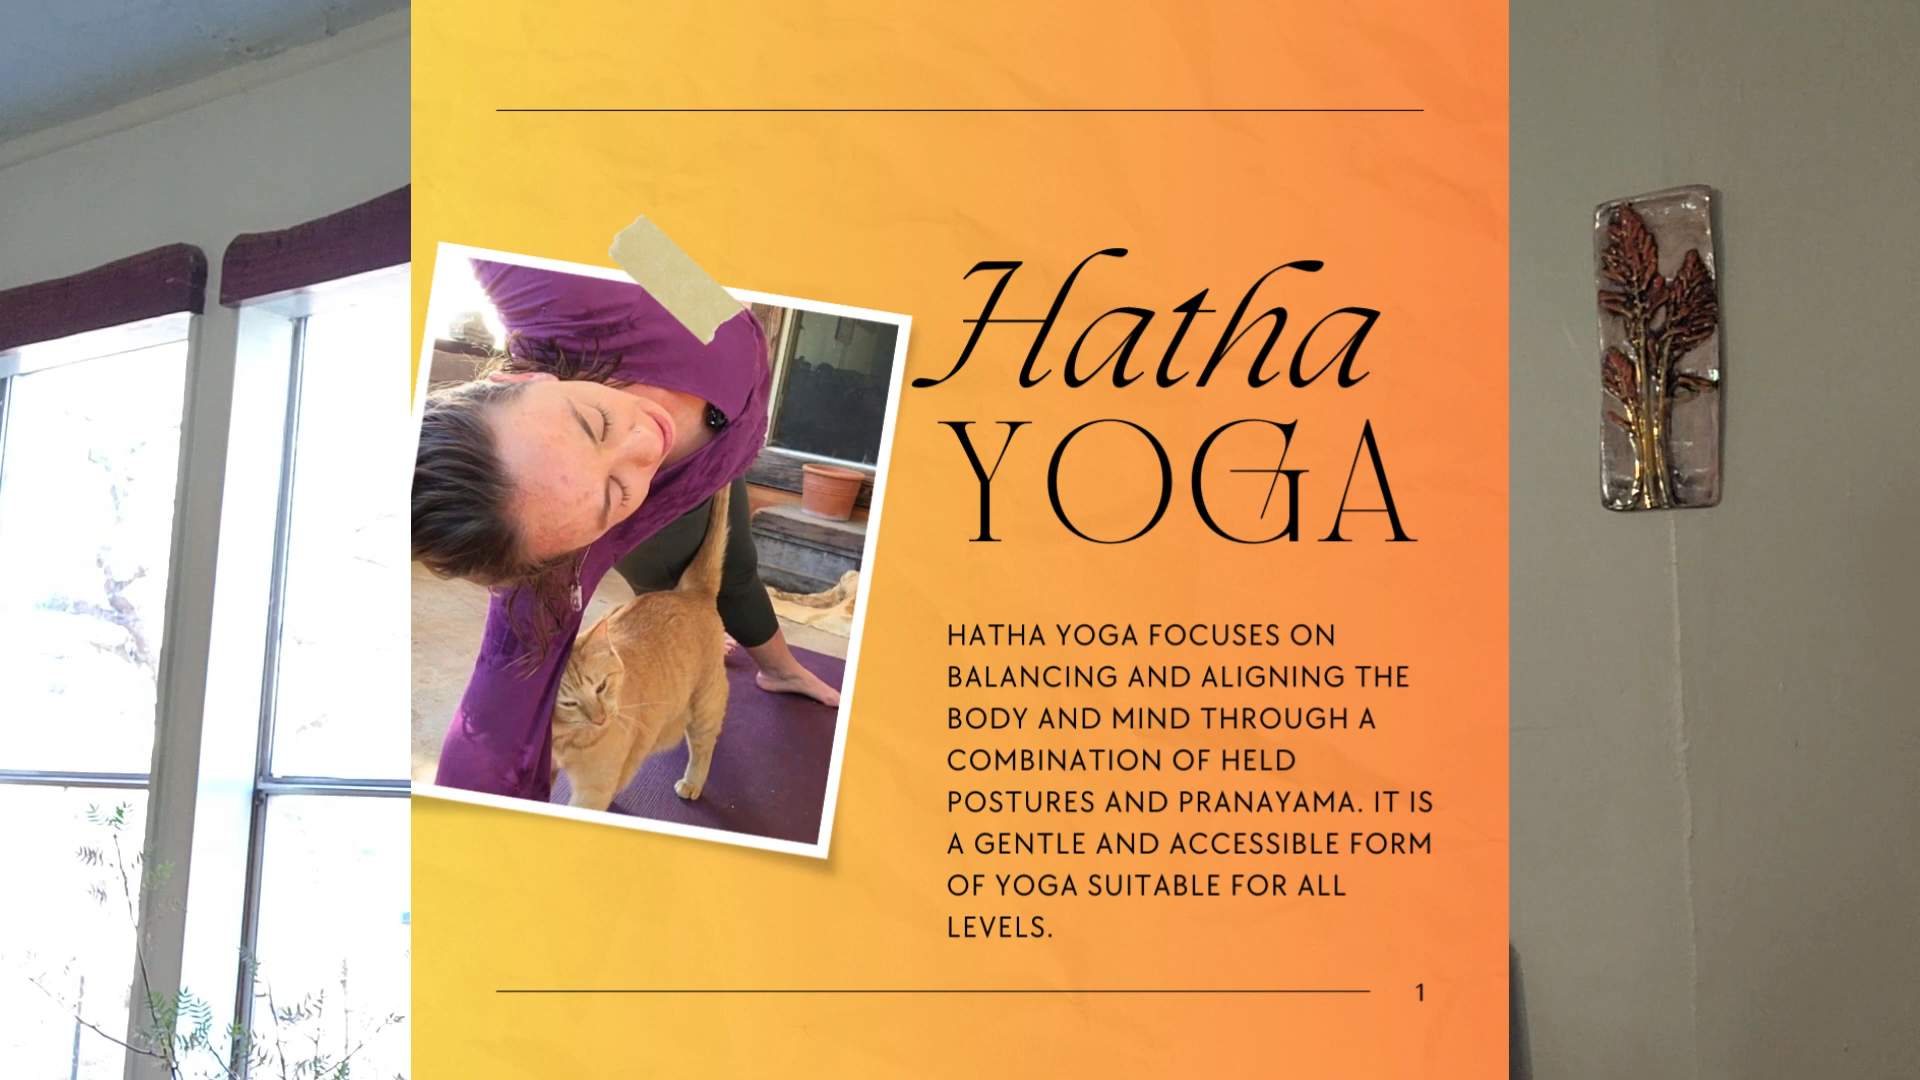 Hatha
YOGA
HATHA YOGA FOCUSES ON
BALANCING AND ALIGNING THE
BODY AND MIND THROUGH A
COMBINATION OF HELD
POSTURES AND PRANAYAMA. IT IS
A GENTLE AND ACCESSIBLE FORM
OF YOGA SUITABLE FOR ALL
LEVELS.
1